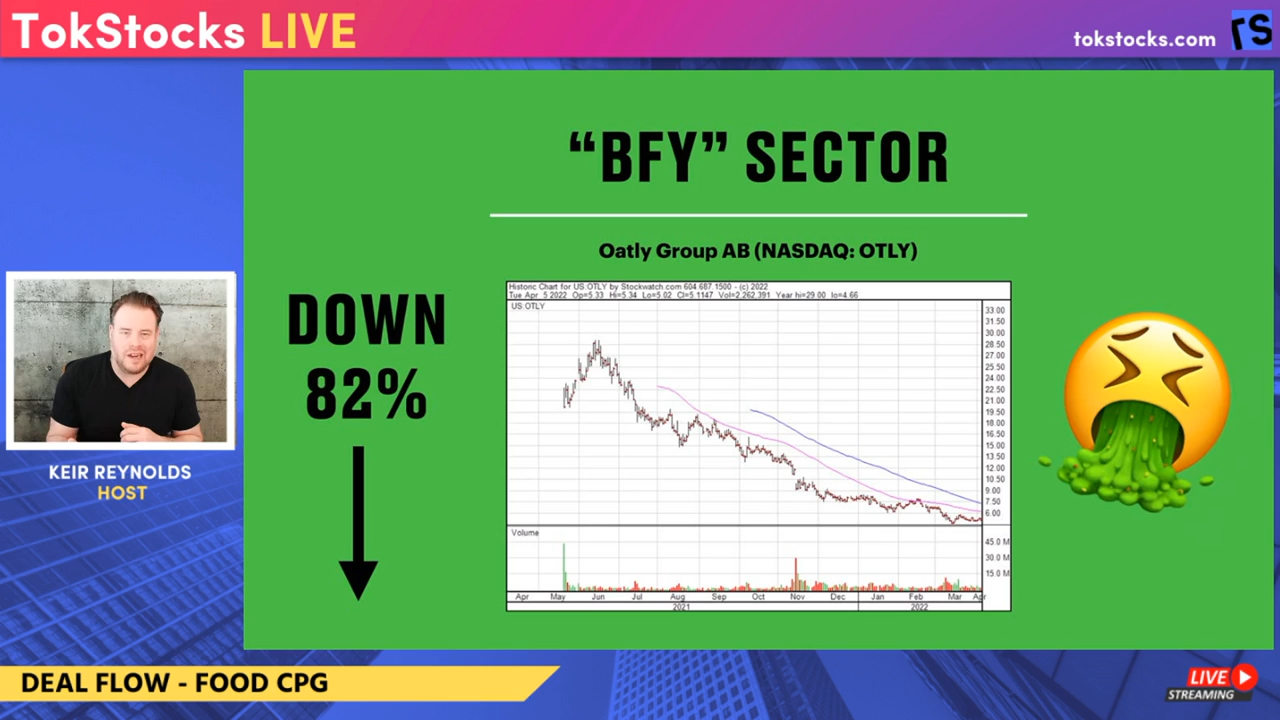 TokStocks LIVE
tokstocks.com
TS
"BFY" SECTOR
Oatly Group AB (NASDAQ: OTLY)
DOWN
82%
Historic Chart for US:OTLY by Stockwatch.com 604.687.1500 - (c) 2022
Tue Apr 5 2022 Op=5.33 Hi=5.34 Lo=5.02 Cl=5.1147 Vol=2,262,391 Year hi=29.00 lo=4.66
US:OTLY
33.00
31.50
30.00
28.50
27.00
25.50
24.00
22.50
21.00
19.50
18.00
16.50
15.00
13.50
12.00
10.50
9.00
7.50
6.00
Volume
45.0 M
30.0 M
15.0 M
Apr May Jun Jul Aug Sep Oct Nov Dec Jan Feb Mar Apr
2021 2022
KEIR REYNOLDS
HOST
DEAL FLOW - FOOD CPG
LIVE
STREAMING